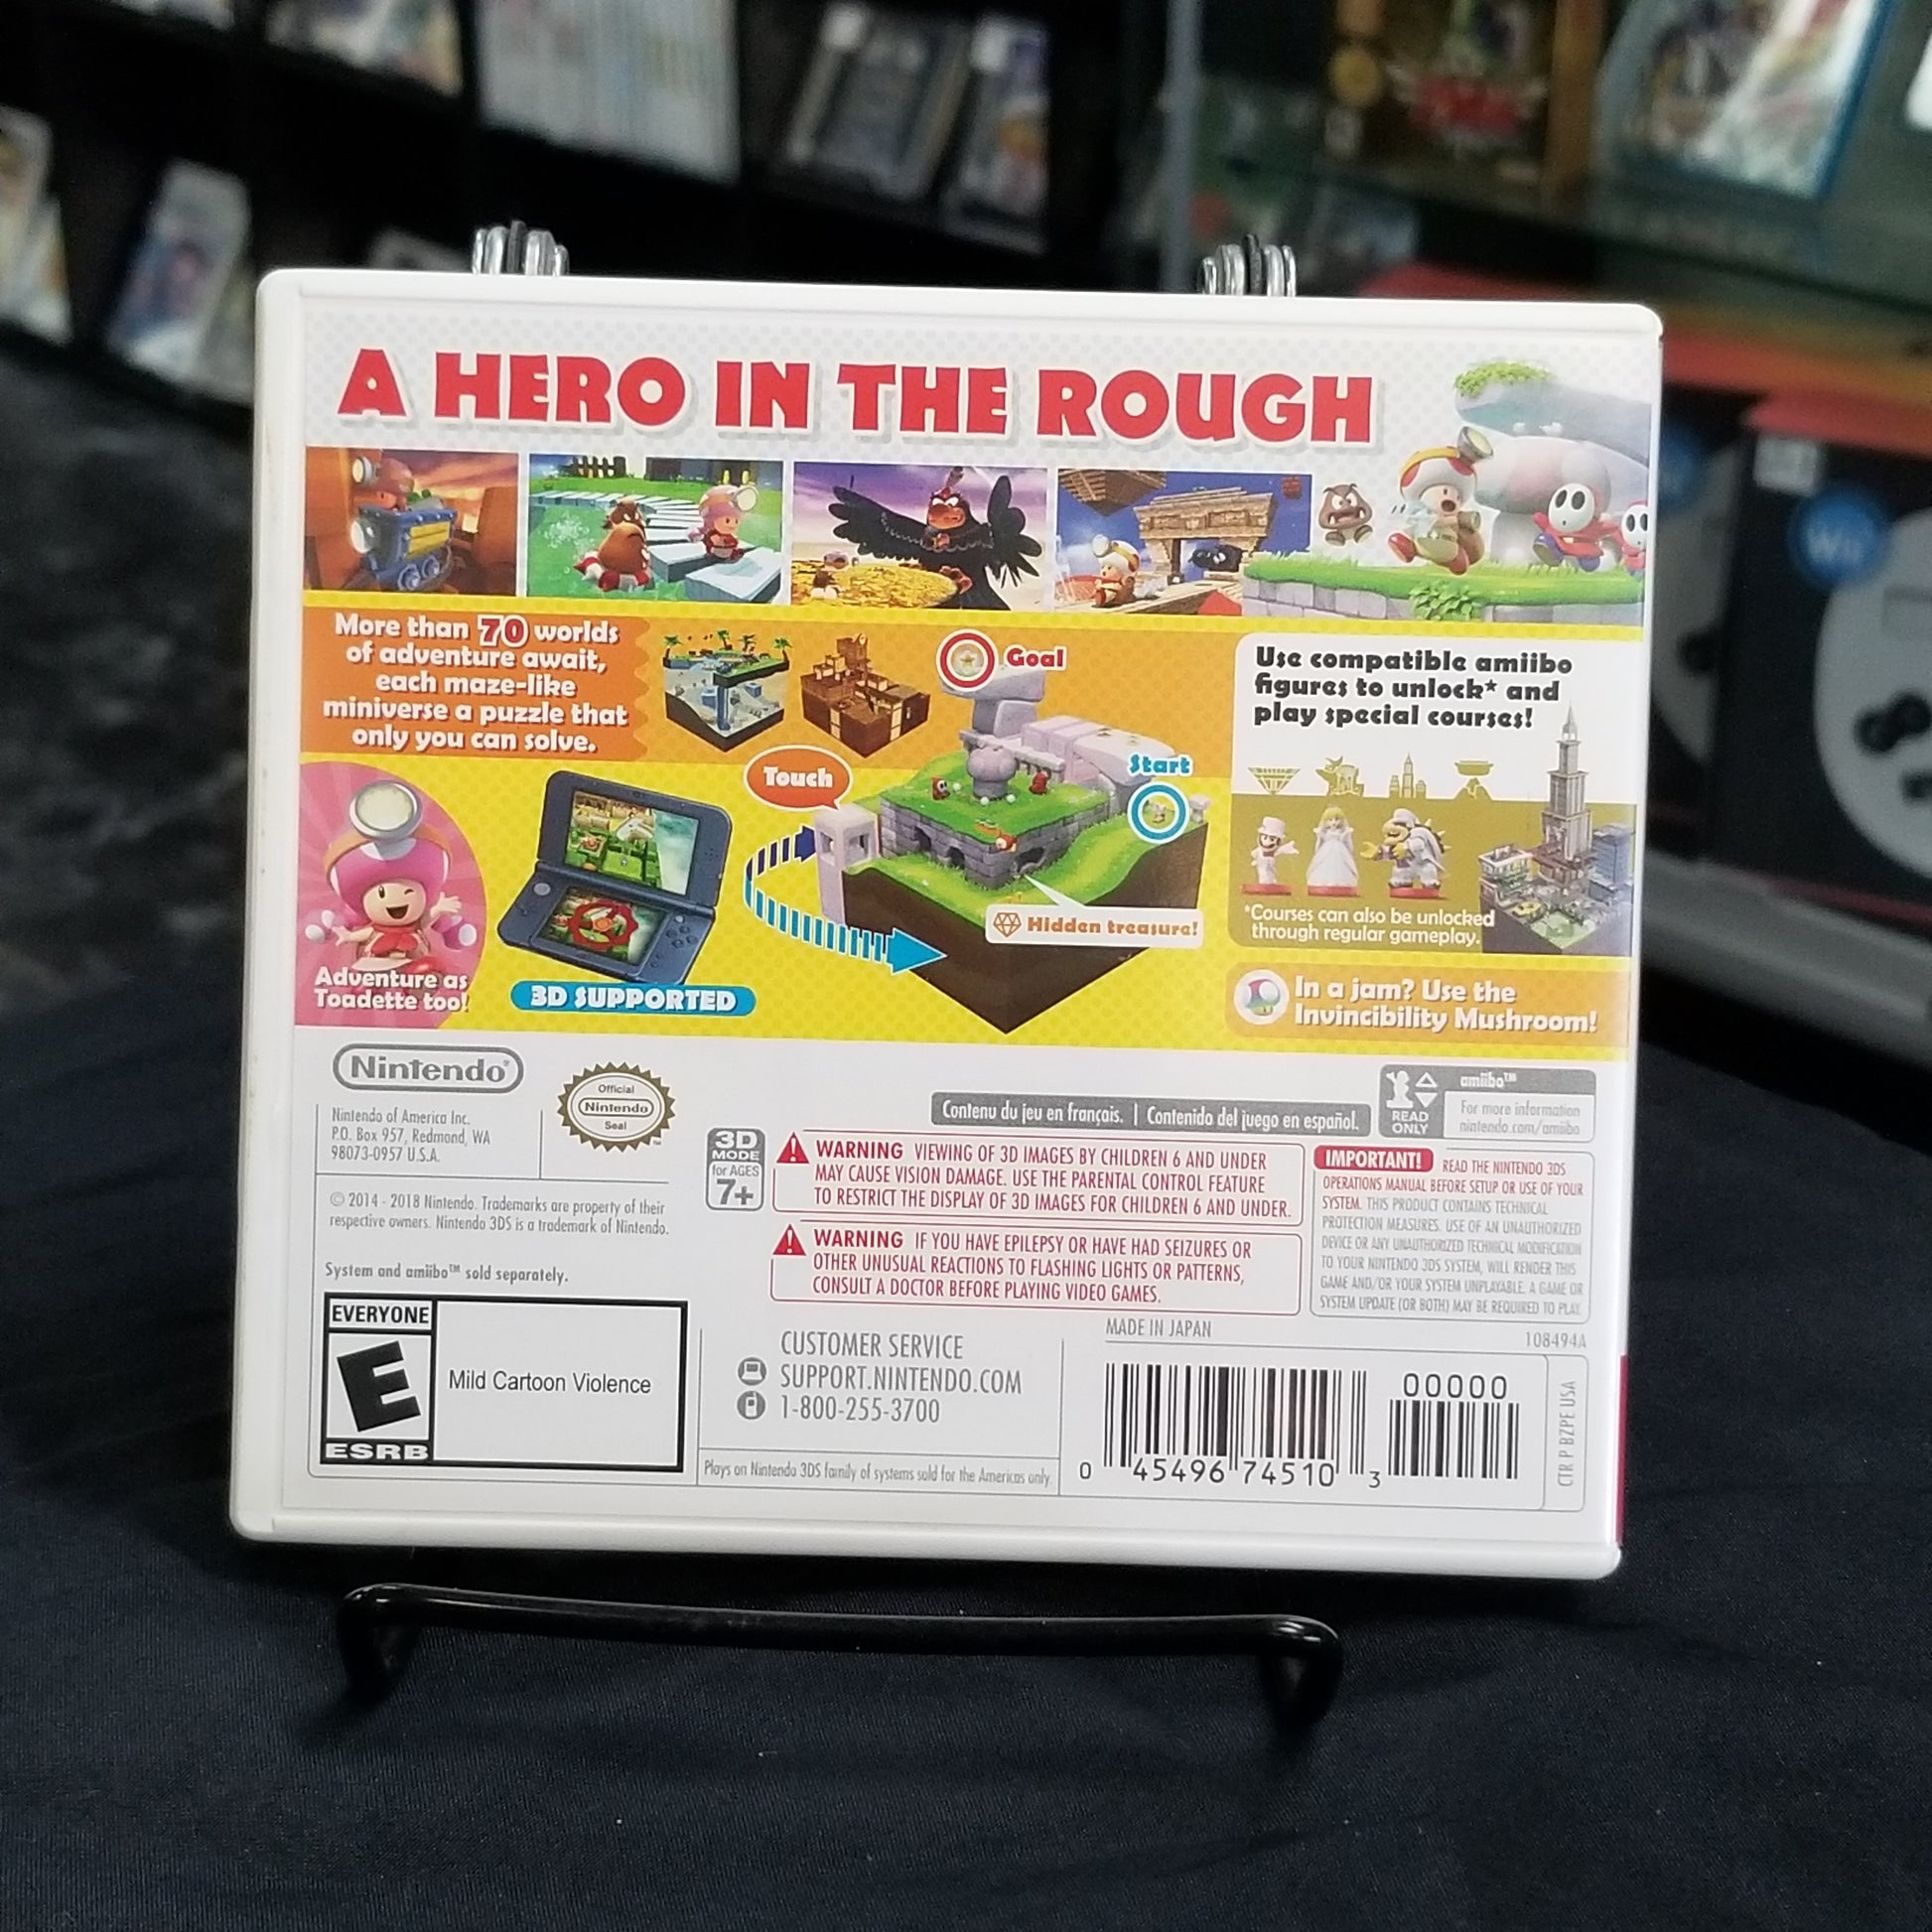 A HERO IN THE ROUGH
More than 70 worlds
of adventure await,
each maze-like
miniverse a puzzle that
only you can solve.
Goal
Start
Touch
Hidden treasure!
Use compatible amiibo
figures to unlock* and
play special courses!
*Courses can also be unlocked
through regular gameplay.
Adventure as
Toadette too!
3D SUPPORTED
In a jam? Use the
Invincibility Mushroom!
Nintendo®
Official
Nintendo
Seal
Nintendo of America Inc.
P.O. Box 957, Redmond, WA
98073-0957 U.S.A.
Contenu du jeu en français. | Contenido del juego en español.
READ
ONLY
amiibo™
For more information
nintendo.com/amiibo
© 2014 - 2018 Nintendo. Trademarks are property of their
respective owners. Nintendo 3DS is a trademark of Nintendo.
System and amiibo™ sold separately.
3D
MODE
for AGES
7+
WARNING VIEWING OF 3D IMAGES BY CHILDREN 6 AND UNDER
MAY CAUSE VISION DAMAGE. USE THE PARENTAL CONTROL FEATURE
TO RESTRICT THE DISPLAY OF 3D IMAGES FOR CHILDREN 6 AND UNDER.
WARNING IF YOU HAVE EPILEPSY OR HAVE HAD SEIZURES OR
OTHER UNUSUAL REACTIONS TO FLASHING LIGHTS OR PATTERNS,
CONSULT A DOCTOR BEFORE PLAYING VIDEO GAMES.
IMPORTANT! READ THE NINTENDO 3DS
OPERATIONS MANUAL BEFORE SETUP OR USE OF YOUR
SYSTEM. THIS PRODUCT CONTAINS TECHNICAL
PROTECTION MEASURES. USE OF AN UNAUTHORIZED
DEVICE OR ANY UNAUTHORIZED TECHNICAL MODIFICATION
TO YOUR NINTENDO 3DS SYSTEM, WILL RENDER THIS
GAME AND/OR YOUR SYSTEM UNPLAYABLE. A GAME OR
SYSTEM UPDATE (OR BOTH) MAY BE REQUIRED TO PLAY.
EVERYONE
E
ESRB
Mild Cartoon Violence
CUSTOMER SERVICE
SUPPORT.NINTENDO.COM
1-800-255-3700
Plays on Nintendo 3DS family of systems sold for the Americas only.
MADE IN JAPAN
108494A
00000
0 45496 74510 3
CTR P BZPE USA
Wii